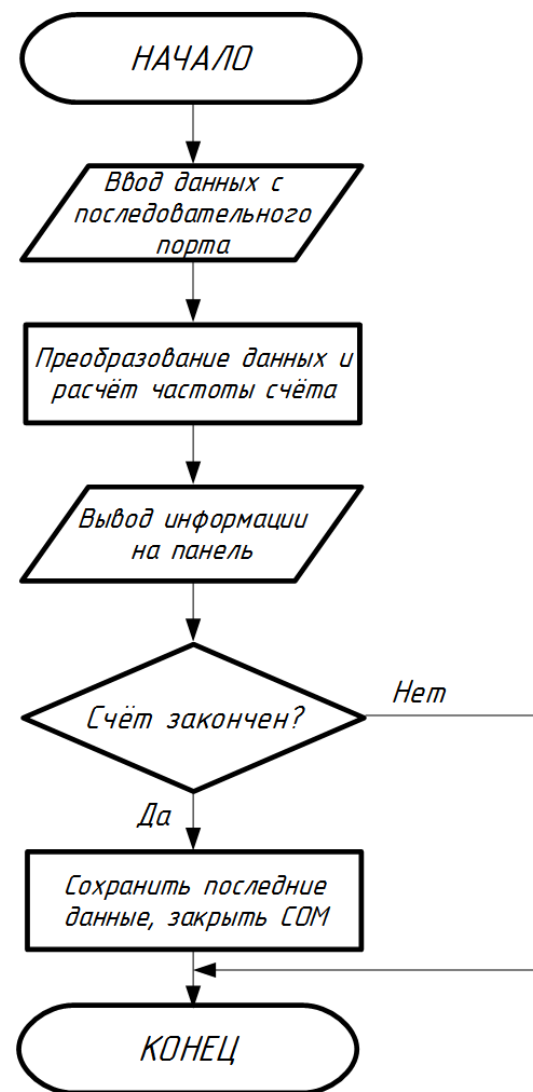 НАЧАЛО
Ввод данных с
последовательного
порта
Преобразование данных и
расчёт частоты счёта
Вывод информации
на панель
Счёт закончен?
Нет
Да
Сохранить последние
данные, закрыть COM
КОНЕЦ